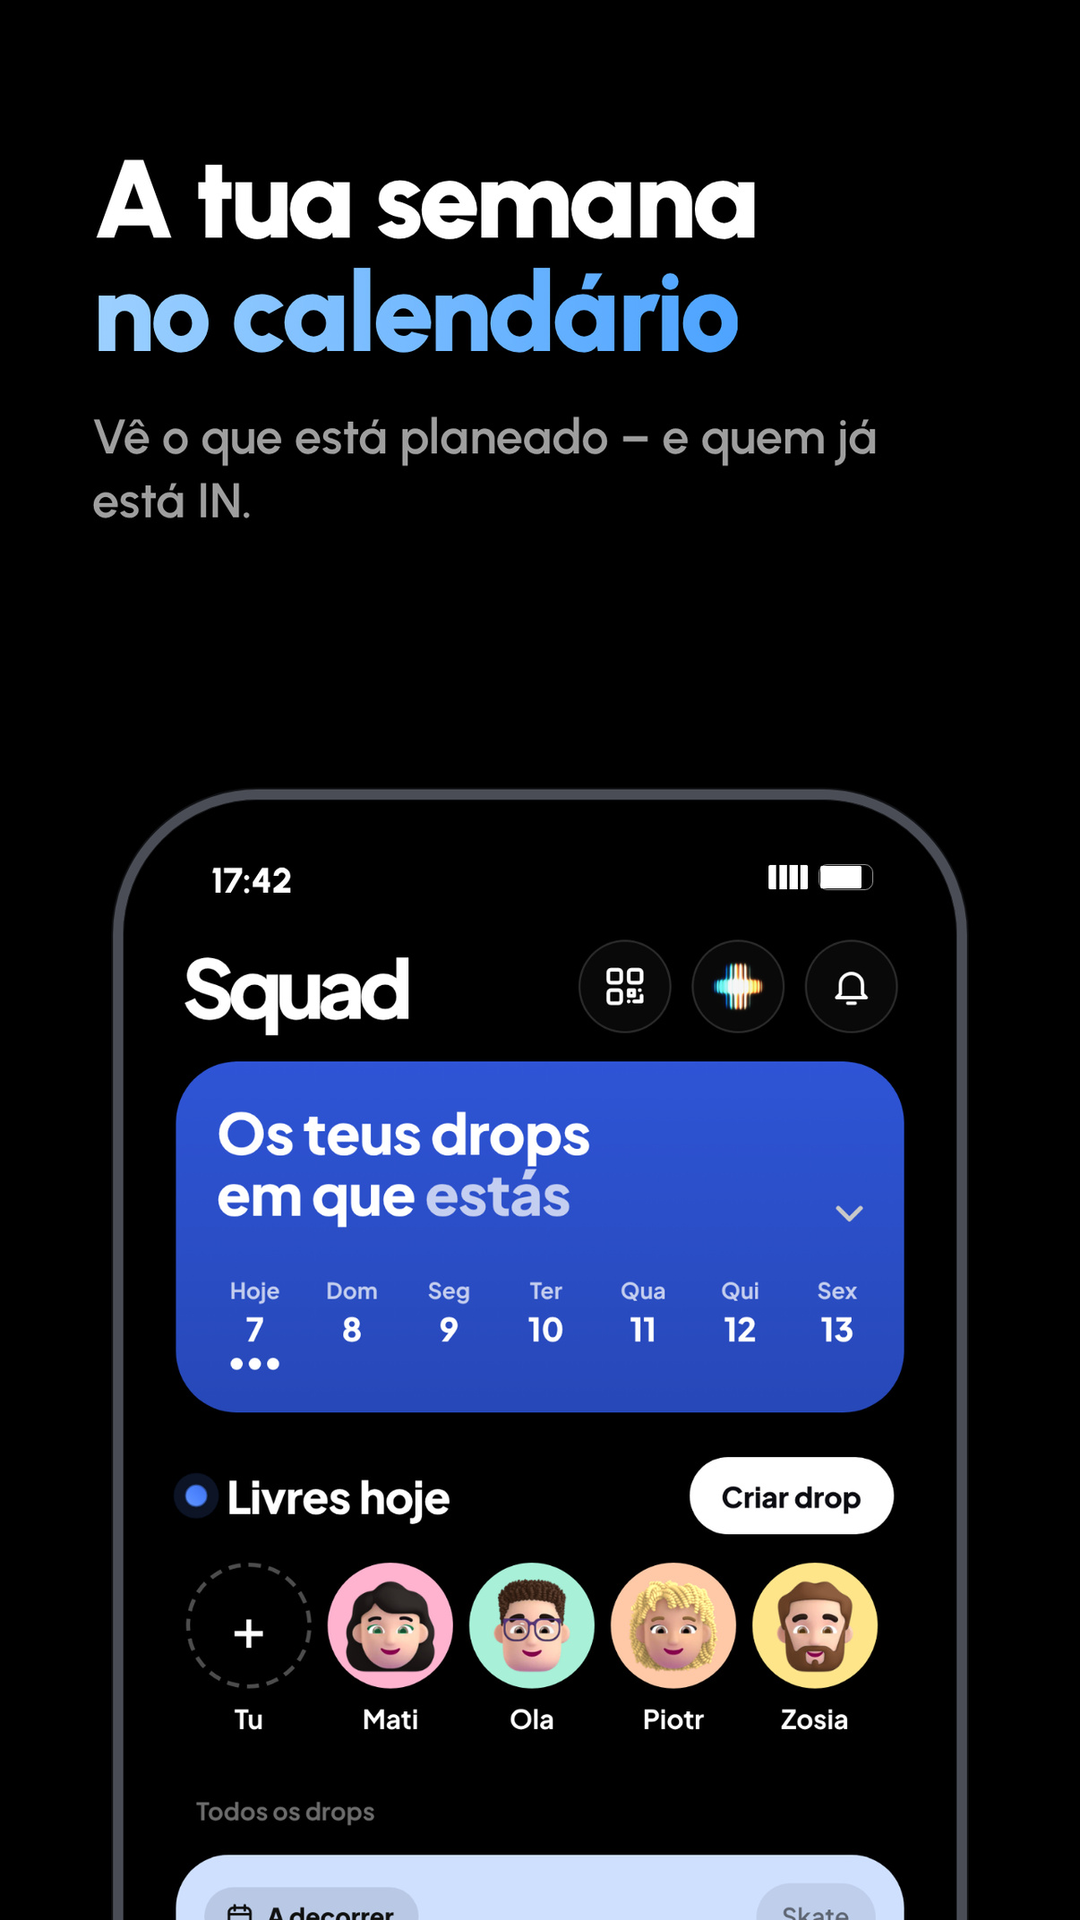 A tua semana
no calendário
Vê o que está planeado – e quem já
está IN.
17:42
Squad
Os teus drops
em que estás
Hoje Dom Seg Ter Qua Qui Sex
7 8 9 10 11 12 13
Livres hoje
Criar drop
Tu Mati Ola Piotr Zosia
Todos os drops
A decorrer
Skate